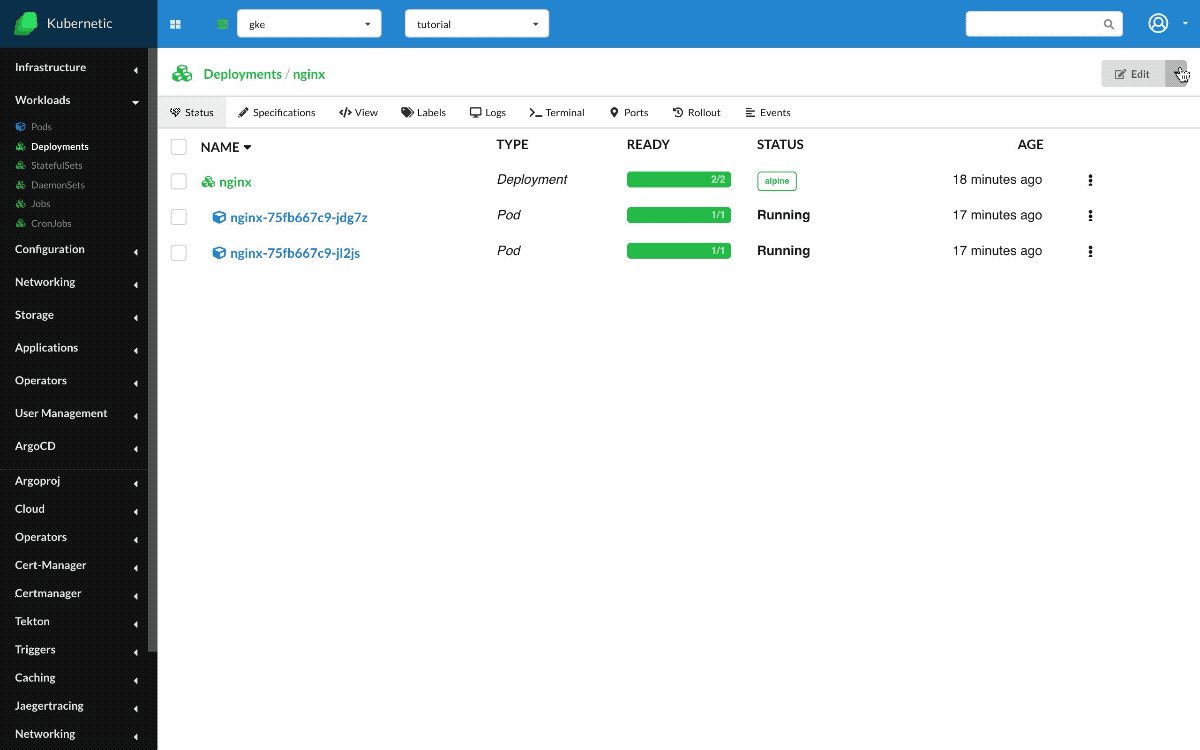 Kubernetic
gke
tutorial
Infrastructure
Workloads
Pods
Deployments
StatefulSets
DaemonSets
Jobs
CronJobs
Configuration
Networking
Storage
Applications
Operators
User Management
ArgoCD
Argoproj
Cloud
Operators
Cert-Manager
Certmanager
Tekton
Triggers
Caching
Jaegertracing
Networking
Deployments / nginx
Edit
Status Specifications View Labels Logs Terminal Ports Rollout Events
NAME TYPE READY STATUS AGE
nginx Deployment 2/2 alpine 18 minutes ago
nginx-75fb667c9-jdg7z Pod 1/1 Running 17 minutes ago
nginx-75fb667c9-jl2js Pod 1/1 Running 17 minutes ago